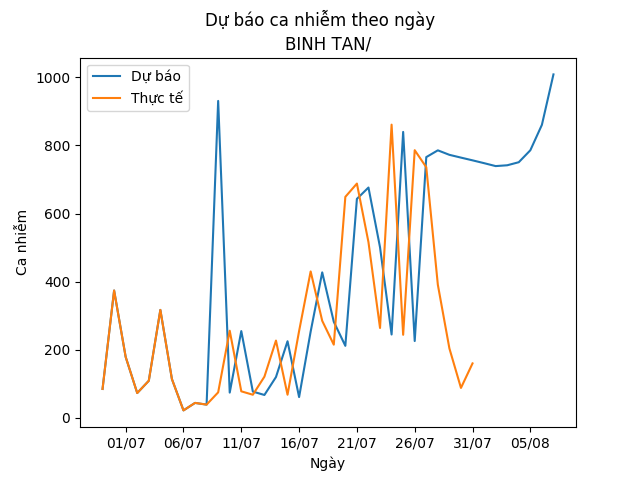 Dự báo ca nhiễm theo ngày
BINH TAN/
Dự báo
Thực tế
Ca nhiễm
1000
800
600
400
200
0
01/07 06/07 11/07 16/07 21/07 26/07 31/07 05/08
Ngày